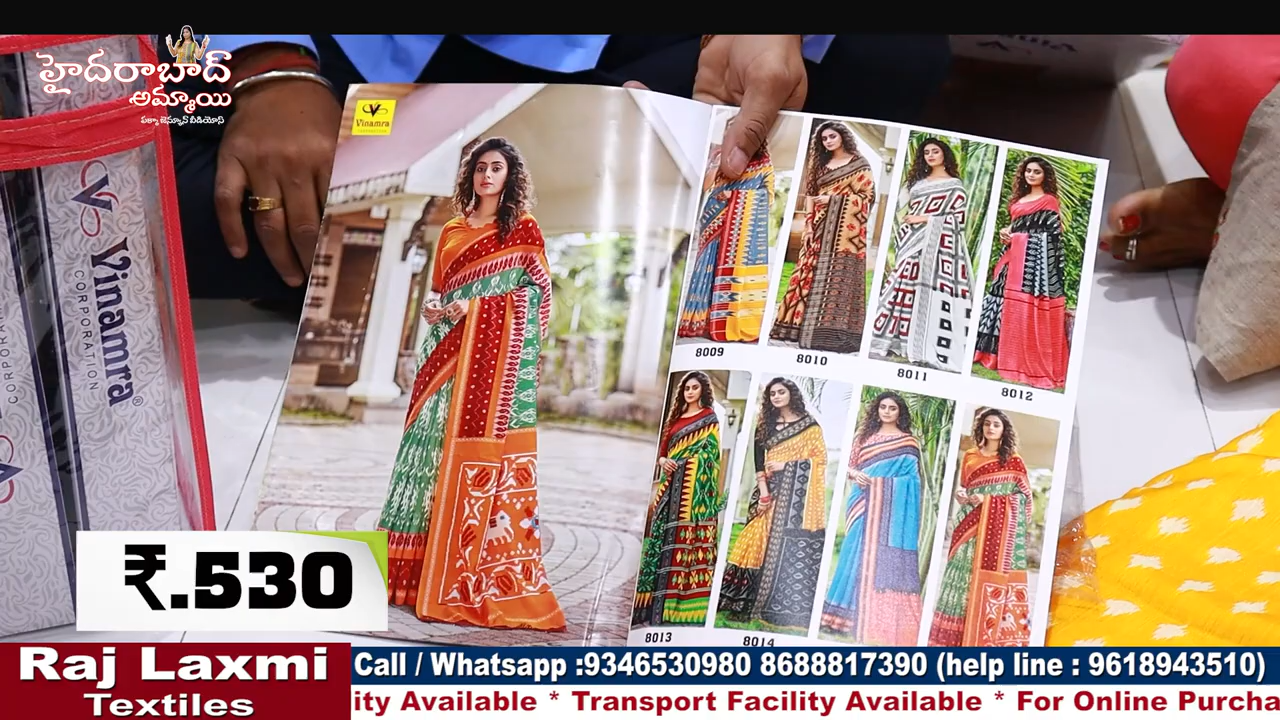 హైదరాబాద్
అమ్మాయి
పక్కా జెన్యూన్ వీడియోస్
Vinamra
Vinamra®
CORPORATION
8009
8010
8011
8012
8013
8014
₹.530
Raj Laxmi
Textiles
Call / Whatsapp :9346530980 8688817390 (help line : 9618943510)
ity Available * Transport Facility Available * For Online Purcha